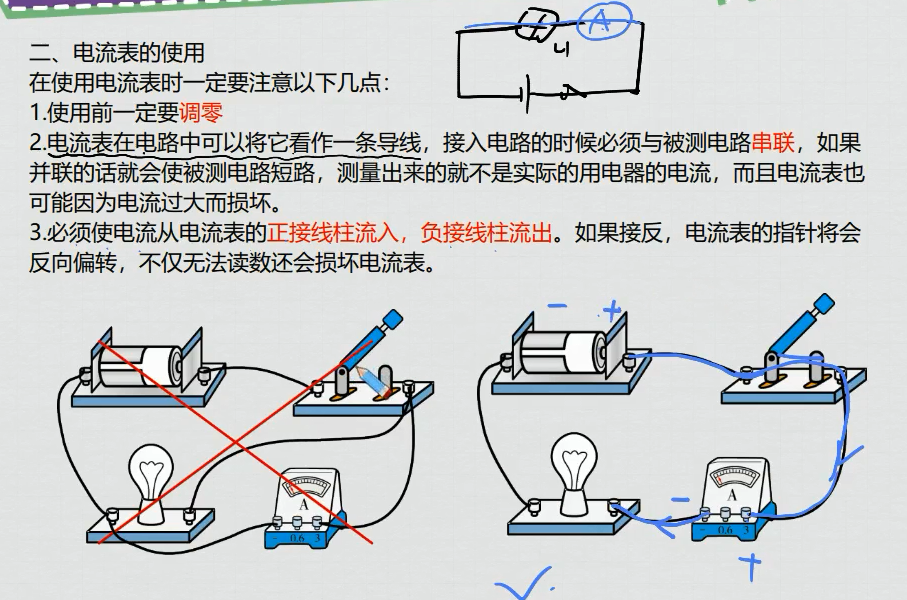 二、电流表的使用
在使用电流表时一定要注意以下几点：
1.使用前一定要调零
2.电流表在电路中可以将它看作一条导线，接入电路的时候必须与被测电路串联，如果
并联的话就会使被测电路短路，测量出来的就不是实际的用电器的电流，而且电流表也
可能因为电流过大而损坏。
3.必须使电流从电流表的正接线柱流入，负接线柱流出。如果接反，电流表的指针将会
反向偏转，不仅无法读数还会损坏电流表。
A
- +
A
- 0.6 3
A
-
- 0.6 3
+